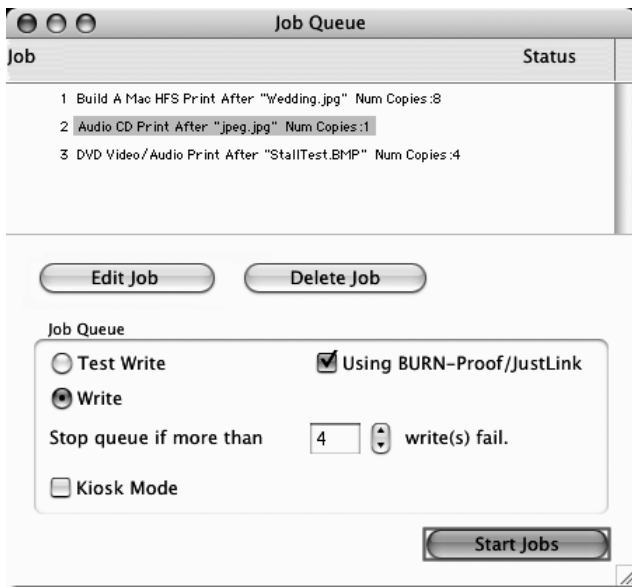 Job Queue
Job Status
1 Build A Mac HFS Print After "Wedding.jpg" Num Copies:8
2 Audio CD Print After "jpeg.jpg" Num Copies:1
3 DVD Video/Audio Print After "StallTest.BMP" Num Copies:4
Edit Job Delete Job
Job Queue
Test Write Using BURN-Proof/JustLink
Write
Stop queue if more than 4 write(s) fail.
Kiosk Mode
Start Jobs